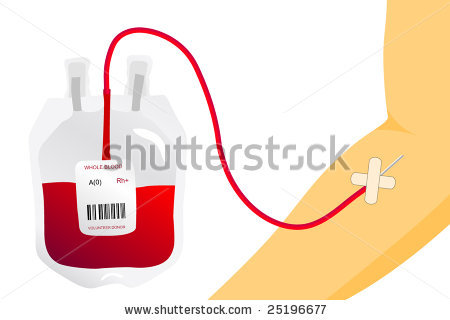 WHOLE BLOOD
A(0) Rh+
VOLUNTEER DONOR
shutterstock
www.shutterstock.com · 25196677